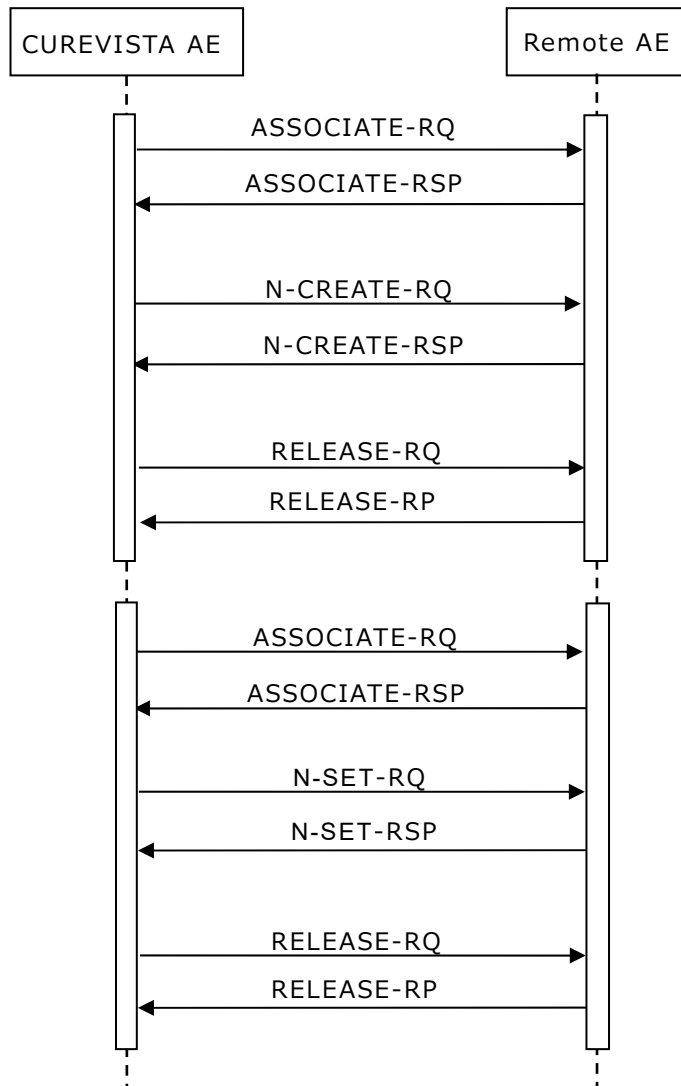 CUREVISTA AE
Remote AE
ASSOCIATE-RQ
ASSOCIATE-RSP
N-CREATE-RQ
N-CREATE-RSP
RELEASE-RQ
RELEASE-RP
ASSOCIATE-RQ
ASSOCIATE-RSP
N-SET-RQ
N-SET-RSP
RELEASE-RQ
RELEASE-RP